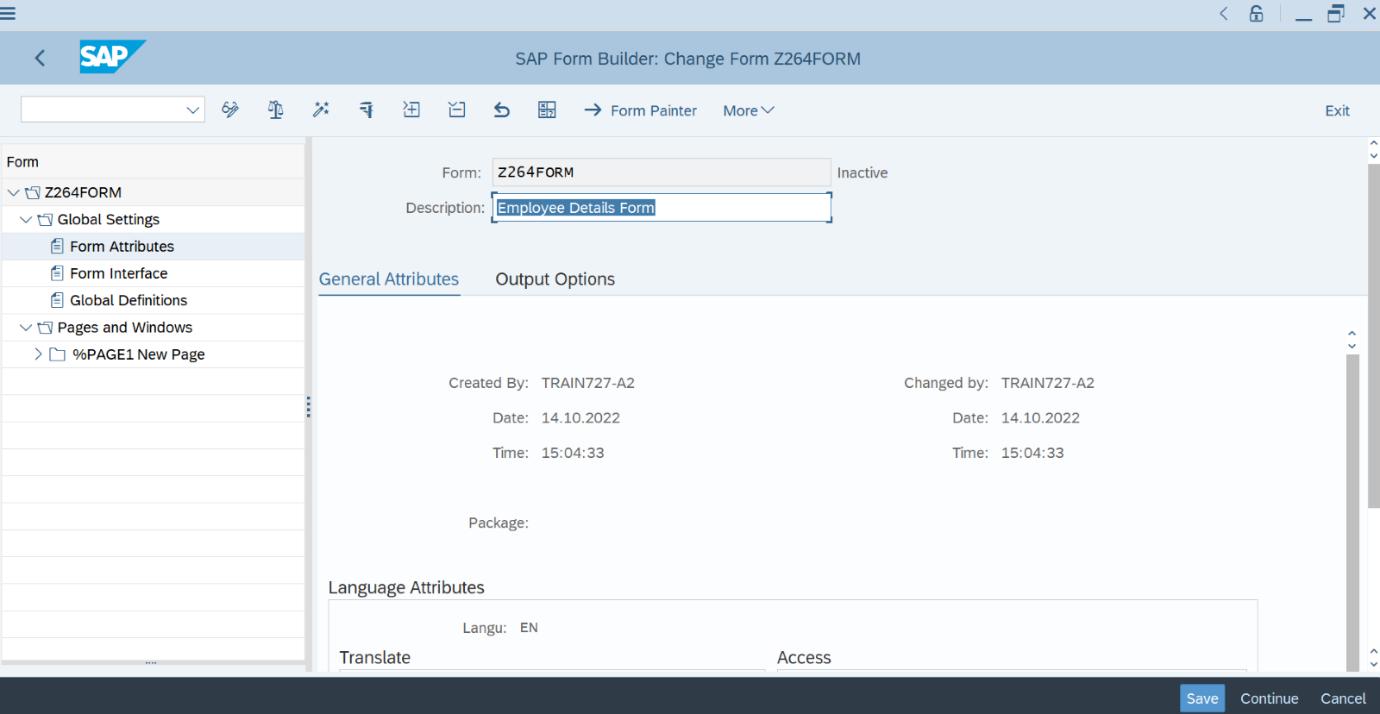 SAP
SAP Form Builder: Change Form Z264FORM
Form Painter More Exit
Form
Z264FORM
Global Settings
Form Attributes
Form Interface
Global Definitions
Pages and Windows
%PAGE1 New Page
Form: Z264FORM Inactive
Description: Employee Details Form
General Attributes Output Options
Created By: TRAIN727-A2 Changed by: TRAIN727-A2
Date: 14.10.2022 Date: 14.10.2022
Time: 15:04:33 Time: 15:04:33
Package:
Language Attributes
Langu: EN
Translate Access
Save Continue Cancel